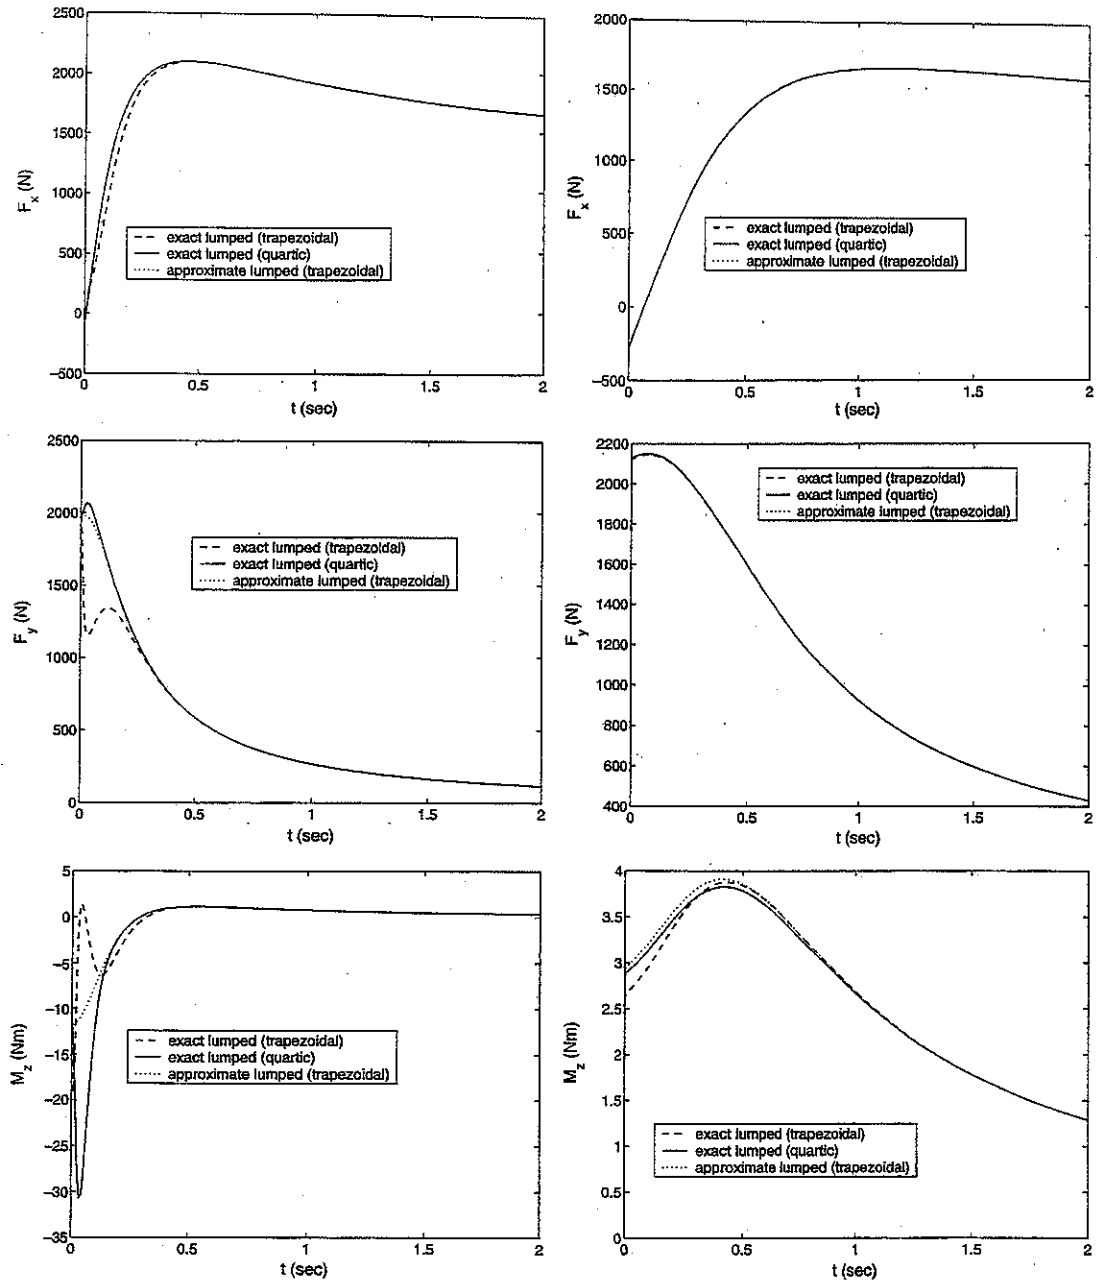 2500
2000
1500
1000
500
0
−500
F_x (N)
exact lumped (trapezoidal)
exact lumped (quartic)
approximate lumped (trapezoidal)
0 0.5 1 1.5 2
t (sec)
2000
1500
1000
500
0
−500
F_x (N)
exact lumped (trapezoidal)
exact lumped (quartic)
approximate lumped (trapezoidal)
0 0.5 1 1.5 2
t (sec)
2500
2000
1500
1000
500
0
F_y (N)
exact lumped (trapezoidal)
exact lumped (quartic)
approximate lumped (trapezoidal)
0 0.5 1 1.5 2
t (sec)
2200
2000
1800
1600
1400
1200
1000
800
600
400
F_y (N)
exact lumped (trapezoidal)
exact lumped (quartic)
approximate lumped (trapezoidal)
0 0.5 1 1.5 2
t (sec)
5
0
−5
−10
−15
−20
−25
−30
−35
M_z (Nm)
exact lumped (trapezoidal)
exact lumped (quartic)
approximate lumped (trapezoidal)
0 0.5 1 1.5 2
t (sec)
4
3.5
3
2.5
2
1.5
1
0.5
0
M_z (Nm)
exact lumped (trapezoidal)
exact lumped (quartic)
approximate lumped (trapezoidal)
0 0.5 1 1.5 2
t (sec)